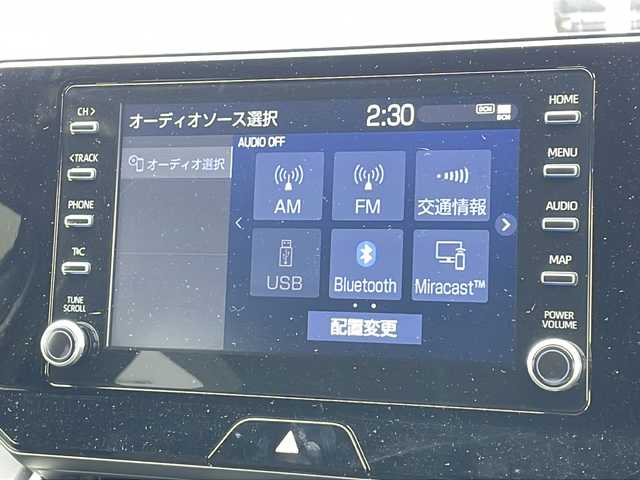 CH>
<TRACK
PHONE
T/C
TUNE
SCROLL
オーディオソース選択
2:30
DCM
DCM
オーディオ選択
AUDIO OFF
AM
FM
交通情報
USB
Bluetooth
Miracast™
配置変更
HOME
MENU
AUDIO
MAP
POWER
VOLUME